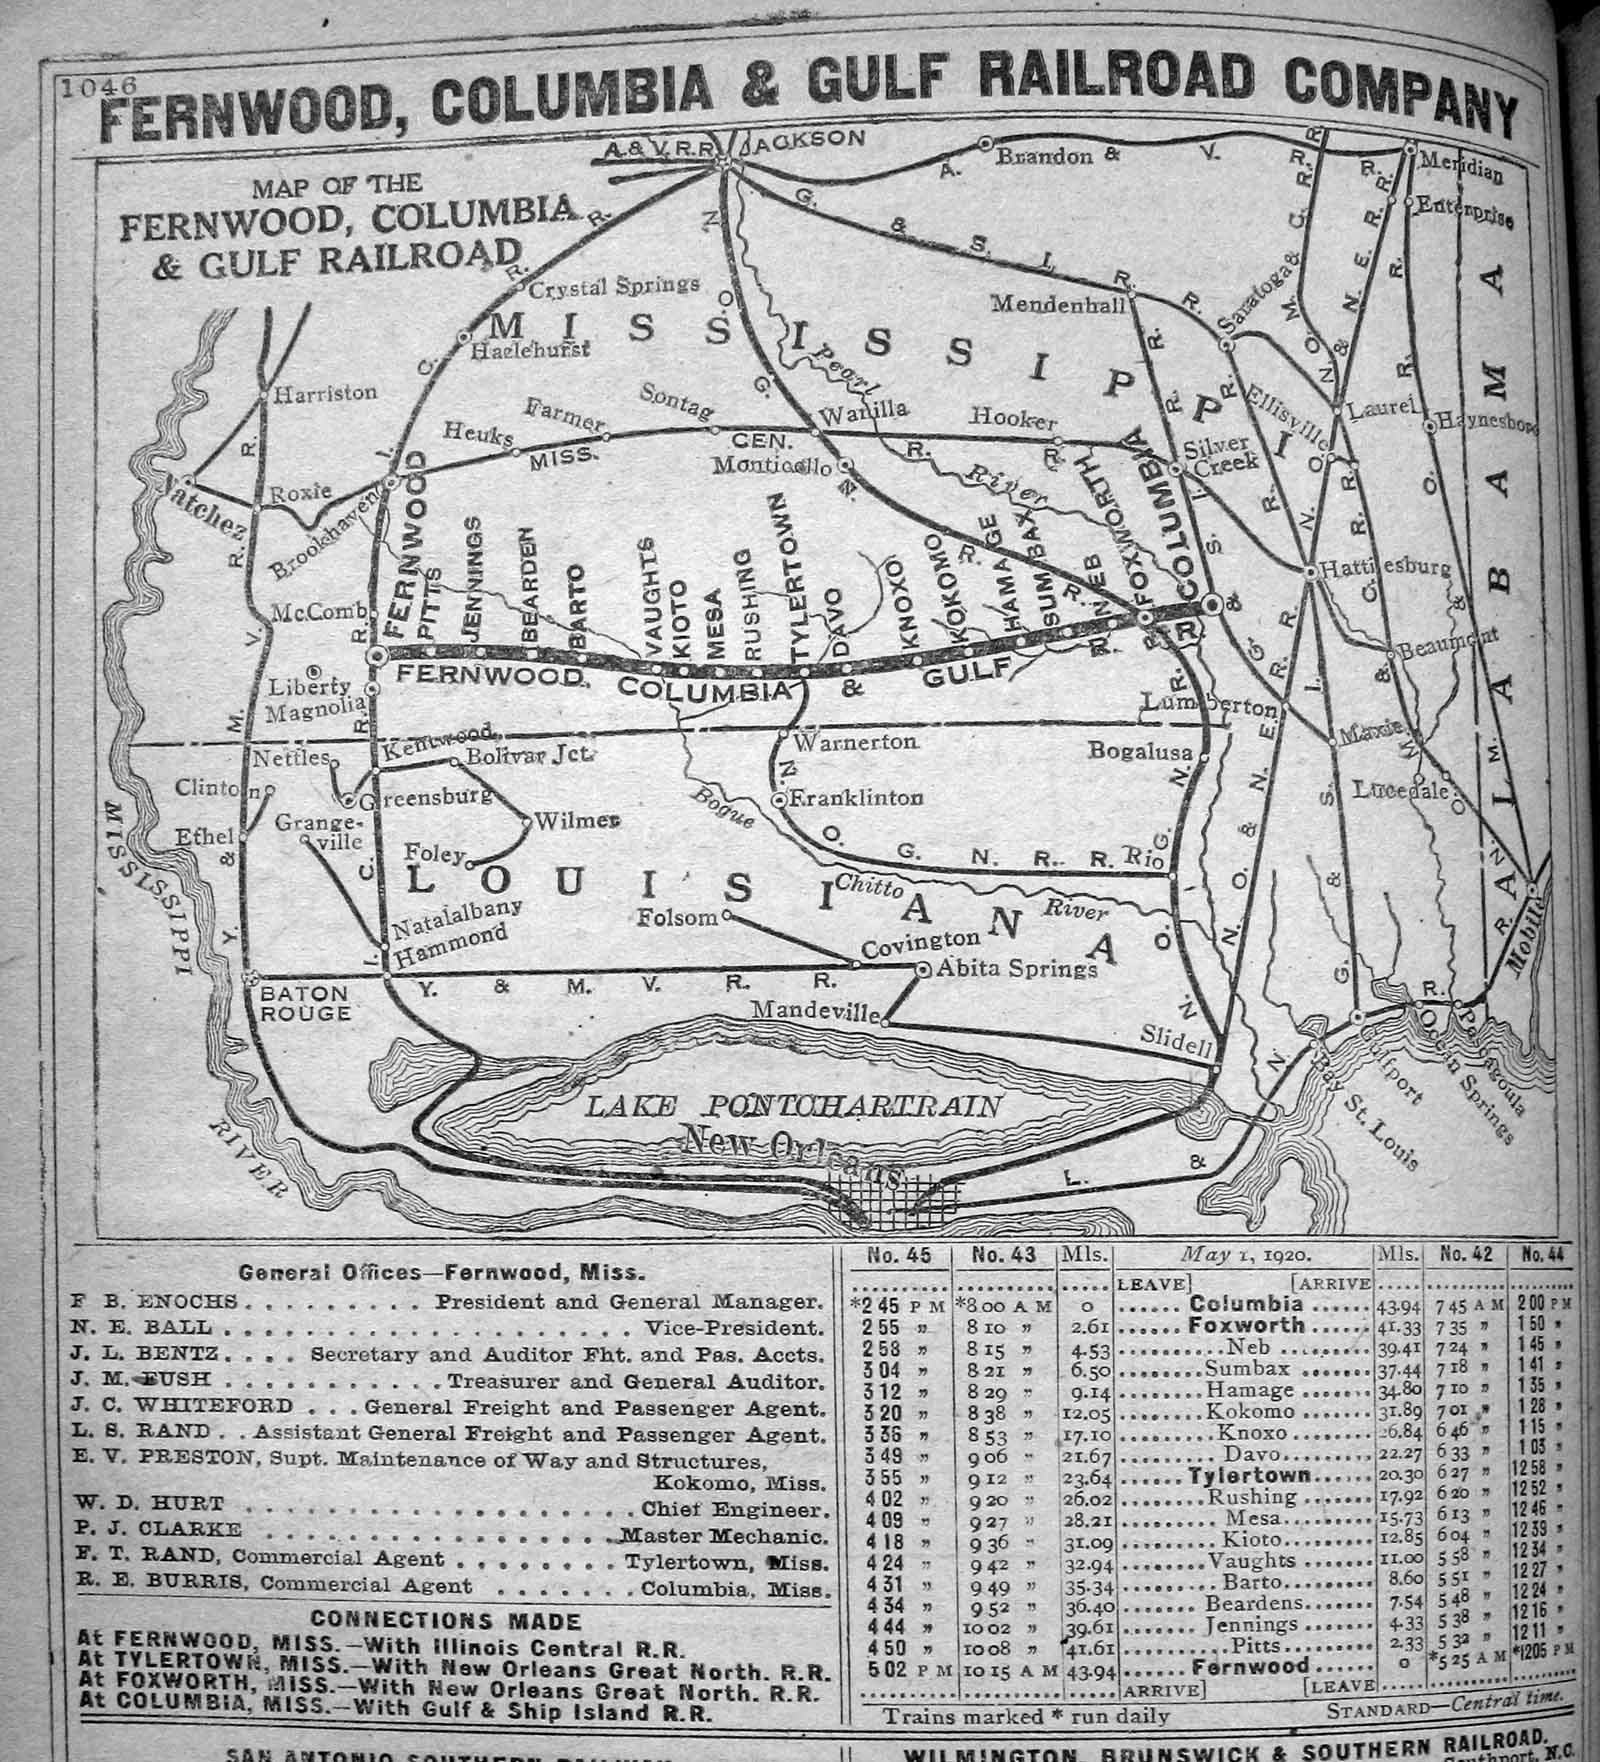 1046
FERNWOOD, COLUMBIA & GULF RAILROAD COMPANY
MAP OF THE
FERNWOOD, COLUMBIA
& GULF RAILROAD
A. & V. R. R.
JACKSON
Brandon
A. & V. R. R.
Meridian
Enterprise
G. & S. I. R. R.
Crystal Springs
Hazlehurst
Mendenhall
Saratoga
M I S S I S S I P P I
Pearl
River
Harriston
Heuks
Farmer
Sontag
Wanilla
Hooker
Silver
Creek
Ellisville
Laurel
Haynesboro
MISS. CEN. R. R.
Monticello
Natchez
Roxie
Brookhaven
McComb
Liberty
Magnolia
FERNWOOD
PITTS
JENNINGS
BEARDEN
BARTO
VAUGHTS
KIOTO
MESA
RUSHING
TYLERTOWN
DAVO
KNOXO
KOKOMO
HAMAGE
SUMBAX
NEB
FOXWORTH
COLUMBIA
FERNWOOD, COLUMBIA & GULF R. R.
Hattiesburg
Beaumont
Lumberton
Maxie
Lucedale
A L A B A M A
Nettles
Kentwood
Bolivar Jct.
Warnerton
Bogalusa
Clinton
Greensburg
Franklinton
Grange-
ville
Ethel
Wilmer
Foley
Bogue
Chitto
River
N. O. G. N. R. R.
Rio
L O U I S I A N A
Natalalbany
Hammond
Folsom
Covington
Abita Springs
Mandeville
Slidell
BATON
ROUGE
Y. & M. V. R. R.
MISSISSIPPI
RIVER
LAKE PONTCHARTRAIN
New Orleans
L. & N. R. R.
Bay St. Louis
Gulfport
Ocean Springs
Pascagoula
Mobile
General Offices—Fernwood, Miss.
F B. ENOCHS . . . . . . . . . President and General Manager.
N. E. BALL . . . . . . . . . . . . . . . . . . . . Vice-President.
J. L. BENTZ . . . . Secretary and Auditor Fht. and Pas. Accts.
J. M. BUSH . . . . . . . . . . . Treasurer and General Auditor.
J. C. WHITEFORD . . . General Freight and Passenger Agent.
L. S. RAND . . Assistant General Freight and Passenger Agent.
E. V. PRESTON, Supt. Maintenance of Way and Structures,
Kokomo, Miss.
W. D. HURT . . . . . . . . . . . . . . . . . . . Chief Engineer.
P. J. CLARKE . . . . . . . . . . . . . . . . . Master Mechanic.
F. T. RAND, Commercial Agent . . . . . . . . Tylertown, Miss.
R. E. BURRIS, Commercial Agent . . . . . . . Columbia, Miss.
CONNECTIONS MADE
At FERNWOOD, MISS.—With Illinois Central R.R.
At TYLERTOWN, MISS.—With New Orleans Great North. R.R.
At FOXWORTH, MISS.—With New Orleans Great North. R.R.
At COLUMBIA, MISS.—With Gulf & Ship Island R.R.
No. 45 No. 43 Mls. May 1, 1920. Mls. No. 42 No. 44
LEAVE] [ARRIVE
*2 45 P M *8 00 A M 0 Columbia 43.94 7 45 A M 2 00 P M
2 55 " 8 10 " 2.61 Foxworth 41.33 7 35 " 1 50 "
2 58 " 8 15 " 4.53 Neb 39.41 7 24 " 1 45 "
3 04 " 8 21 " 6.50 Sumbax 37.44 7 18 " 1 41 "
3 12 " 8 29 " 9.14 Hamage 34.80 7 10 " 1 35 "
3 20 " 8 38 " 12.05 Kokomo 31.89 7 01 " 1 28 "
3 36 " 8 53 " 17.10 Knoxo 26.84 6 46 " 1 15 "
3 49 " 9 06 " 21.67 Davo 22.27 6 33 " 1 03 "
3 55 " 9 12 " 23.64 Tylertown 20.30 6 27 " 12 58 "
4 02 " 9 20 " 26.02 Rushing 17.92 6 20 " 12 52 "
4 09 " 9 27 " 28.21 Mesa 15.73 6 13 " 12 46 "
4 18 " 9 36 " 31.09 Kioto 12.85 6 04 " 12 39 "
4 24 " 9 42 " 32.94 Vaughts 11.00 5 58 " 12 34 "
4 31 " 9 49 " 35.34 Barto 8.60 5 51 " 12 27 "
4 34 " 9 52 " 36.40 Beardens 7.54 5 48 " 12 24 "
4 44 " 10 02 " 39.61 Jennings 4.33 5 38 " 12 16 "
4 50 " 10 08 " 41.61 Pitts 2.33 5 32 " 12 11 "
5 02 P M 10 15 A M 43.94 Fernwood 0 *5 25 A M *12 05 P M
ARRIVE] [LEAVE
Trains marked * run daily
STANDARD—Central time.
SAN ANTONIO SOUTHERN RAILWAY
WILMINGTON, BRUNSWICK & SOUTHERN RAILROAD.
Southport, N.C.